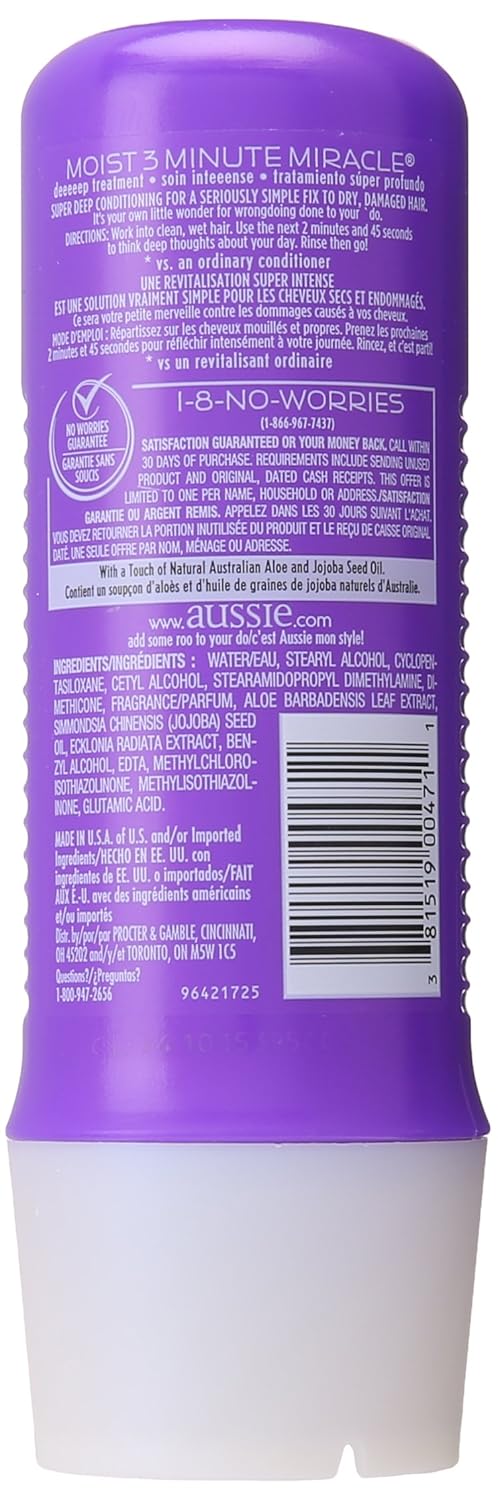 MOIST 3 MINUTE MIRACLE®
deeeeep treatment • soin inteeense • tratamiento súper profundo
SUPER DEEP CONDITIONING FOR A SERIOUSLY SIMPLE FIX TO DRY, DAMAGED HAIR.
It's your own little wonder for wrongdoing done to your `do.
DIRECTIONS: Work into clean, wet hair. Use the next 2 minutes and 45 seconds
to think deep thoughts about your day. Rinse then go!
* vs. an ordinary conditioner
UNE REVITALISATION SUPER INTENSE
EST UNE SOLUTION VRAIMENT SIMPLE POUR LES CHEVEUX SECS ET ENDOMMAGÉS.
Ce sera votre petite merveille contre les dommages causés à vos cheveux.
MODE D'EMPLOI : Répartissez sur les cheveux mouillés et propres. Prenez les prochaines
2 minutes et 45 secondes pour réfléchir intensément à votre journée. Rincez, et c'est parti!
* vs un revitalisant ordinaire
NO WORRIES
GUARANTEE
GARANTIE SANS
SOUCIS
1-8-NO-WORRIES
(1-866-967-7437)
SATISFACTION GUARANTEED OR YOUR MONEY BACK. CALL WITHIN
30 DAYS OF PURCHASE. REQUIREMENTS INCLUDE SENDING UNUSED
PRODUCT AND ORIGINAL, DATED CASH RECEIPTS. THIS OFFER IS
LIMITED TO ONE PER NAME, HOUSEHOLD OR ADDRESS/SATISFACTION
GARANTIE OU ARGENT REMIS. APPELEZ DANS LES 30 JOURS SUIVANT L'ACHAT.
VOUS DEVEZ RETOURNER LA PORTION INUTILISÉE DU PRODUIT ET LE REÇU DE CAISSE ORIGINAL
DATÉ. UNE SEULE OFFRE PAR NOM, MÉNAGE OU ADRESSE.
With a Touch of Natural Australian Aloe and Jojoba Seed Oil.
Contient un soupçon d'aloès et d'huile de graines de jojoba naturels d'Australie.
www.aussie.com
add some roo to your do/c'est Aussie mon style!
INGREDIENTS/INGRÉDIENTS : WATER/EAU, STEARYL ALCOHOL, CYCLOPEN-
TASILOXANE, CETYL ALCOHOL, STEARAMIDOPROPYL DIMETHYLAMINE, DI-
METHICONE, FRAGRANCE/PARFUM, ALOE BARBADENSIS LEAF EXTRACT,
SIMMONDSIA CHINENSIS (JOJOBA) SEED
OIL, ECKLONIA RADIATA EXTRACT, BEN-
ZYL ALCOHOL, EDTA, METHYLCHLORO-
ISOTHIAZOLINONE, METHYLISOTHIAZOL-
INONE, GLUTAMIC ACID.
MADE IN U.S.A. of U.S. and/or Imported
Ingredients/HECHO EN EE. UU. con
ingredientes de EE. UU. o importados/FAIT
AUX É.-U. avec des ingrédients américains
et/ou importés
Distr. by/por/par PROCTER & GAMBLE, CINCINNATI,
OH 45202 and/y/et TORONTO, ON M5W 1C5
Questions?/¿Preguntas?
1-800-947-2656
96421725
3 81519 00471 1